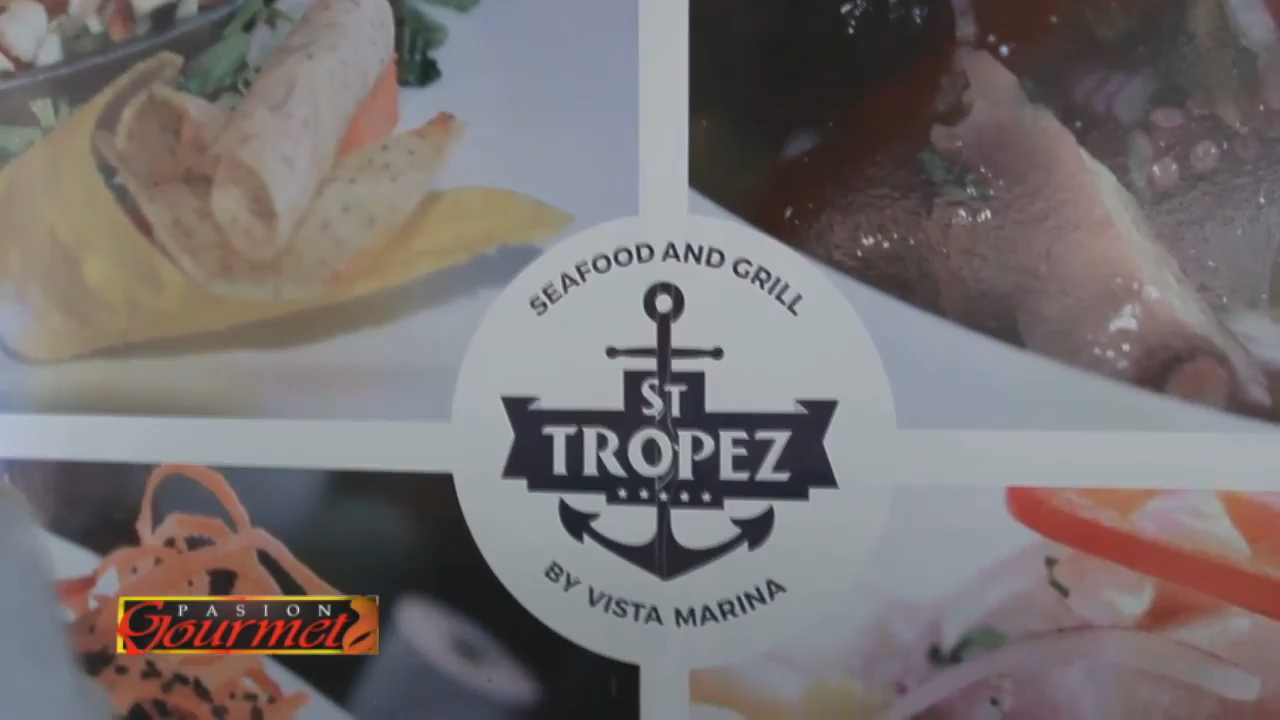 SEAFOOD AND GRILL
ST
TROPEZ
BY VISTA MARINA
PASION
Gourmet